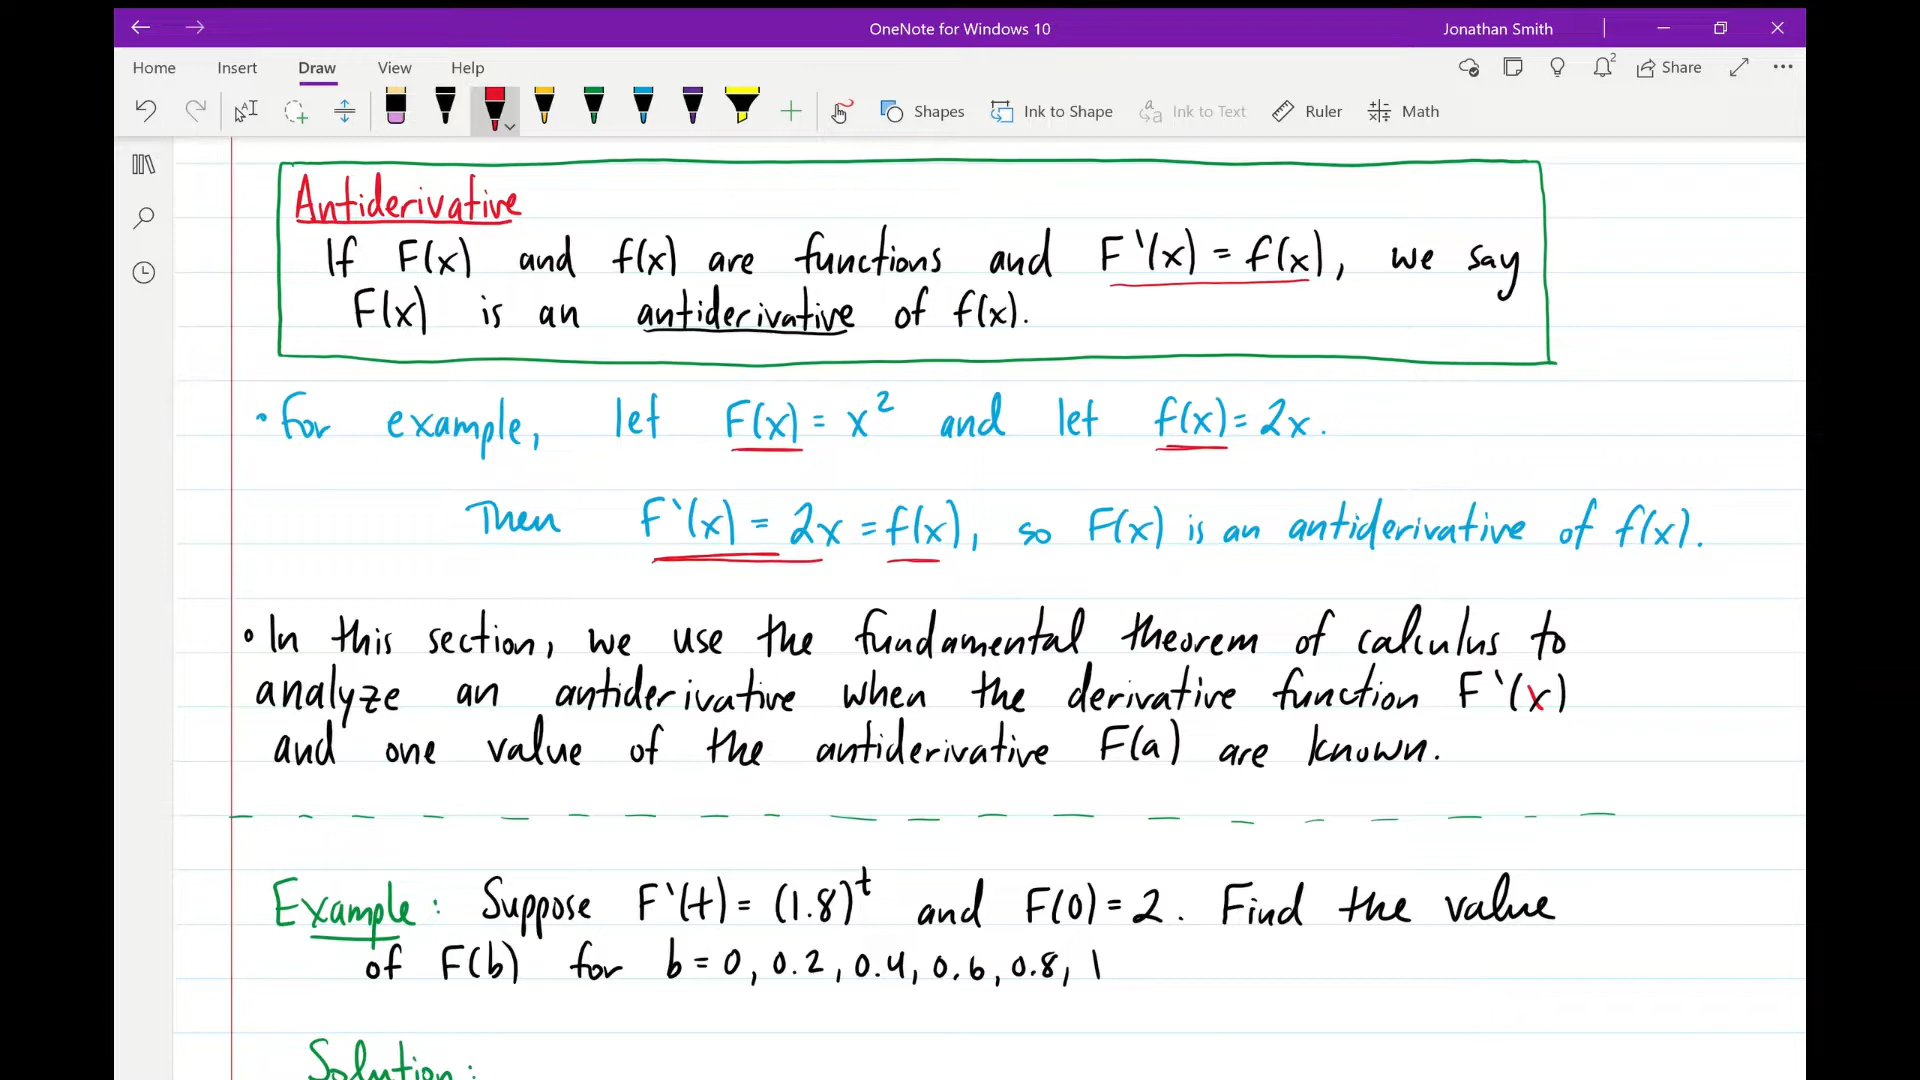 OneNote for Windows 10
Jonathan Smith
Home Insert Draw View Help
2 Share
Shapes Ink to Shape Ink to Text Ruler Math
Antiderivative
If F(x) and f(x) are functions and F'(x) = f(x), we say
F(x) is an antiderivative of f(x).
• For example, let F(x) = x² and let f(x) = 2x.
Then F'(x) = 2x = f(x), so F(x) is an antiderivative of f(x).
• In this section, we use the fundamental theorem of calculus to
analyze an antiderivative when the derivative function F'(x)
and one value of the antiderivative F(a) are known.
Example: Suppose F'(t) = (1.8)^t and F(0) = 2. Find the value
of F(b) for b = 0, 0.2, 0.4, 0.6, 0.8, 1
Solution: